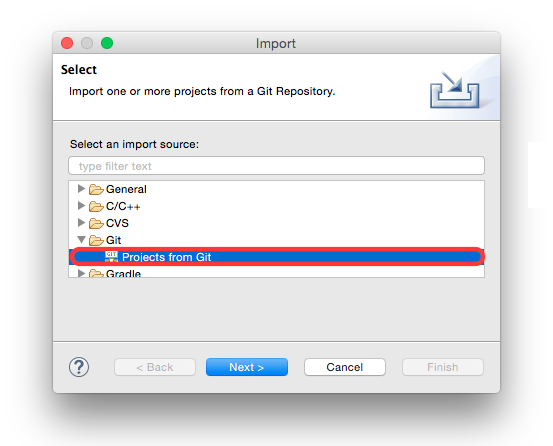 Import
Select
Import one or more projects from a Git Repository.
Select an import source:
type filter text
General
C/C++
CVS
Git
GIT Projects from Git
Gradle
? < Back Next > Cancel Finish